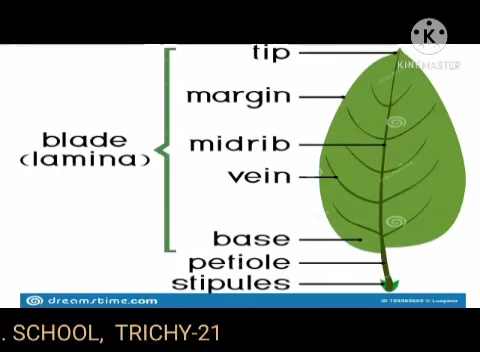 tip
KINEMASTER
margin
blade
(lamina)
midrib
vein
base
petiole
stipules
dreamstime.com
. SCHOOL, TRICHY-21